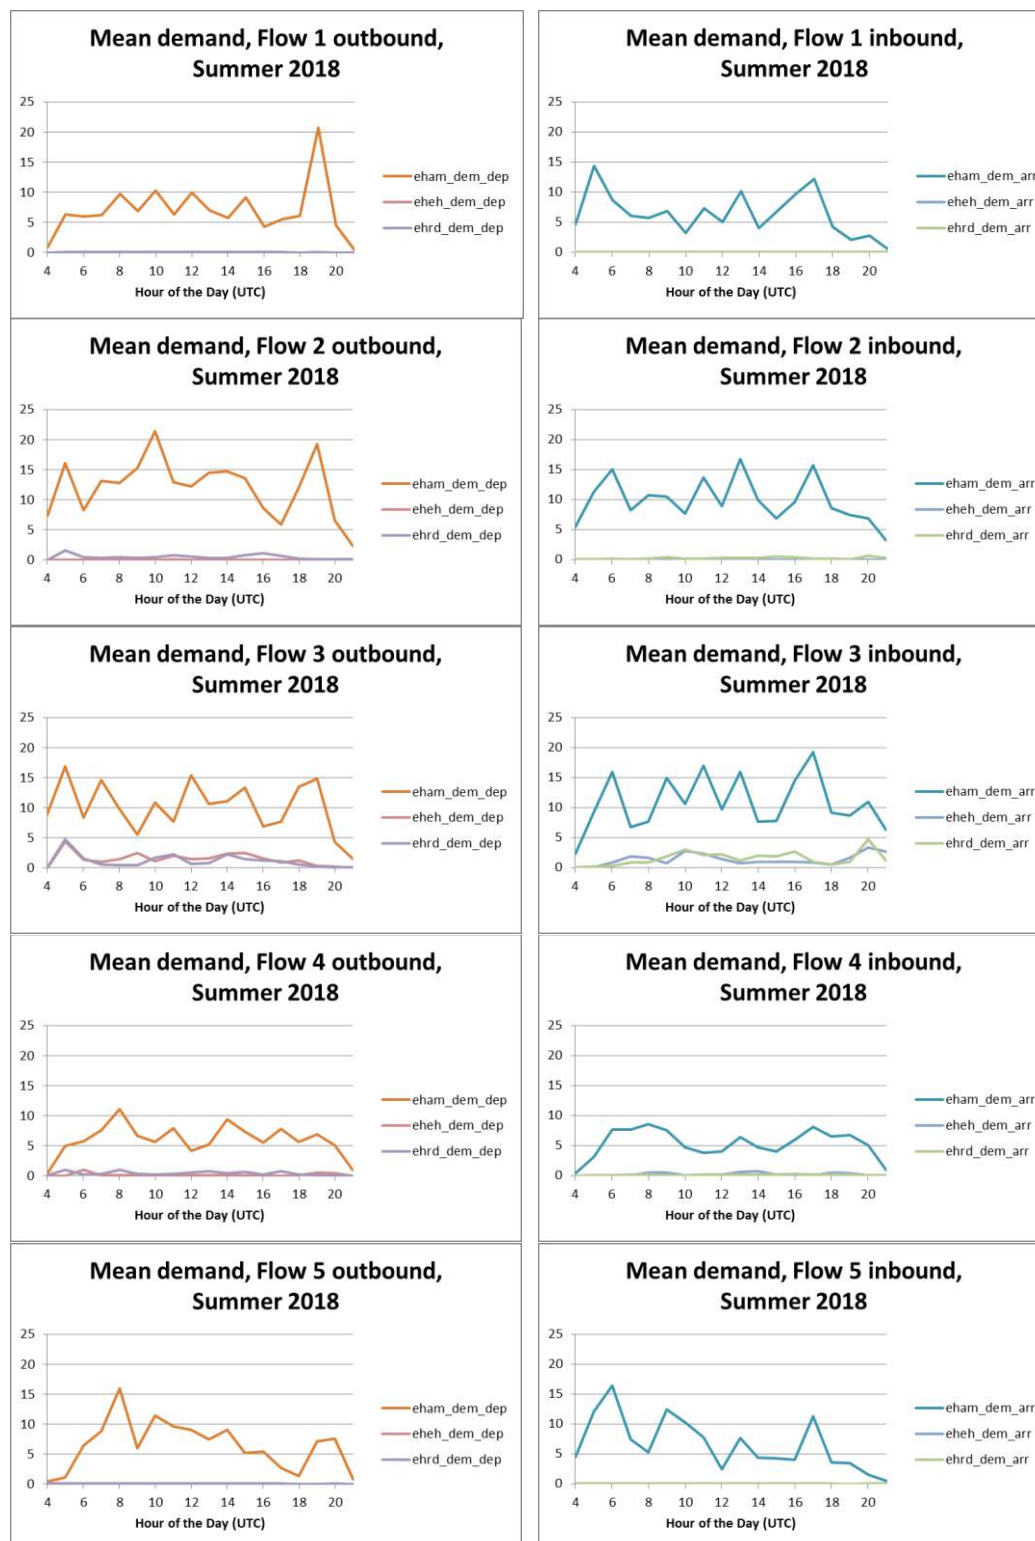 Mean demand, Flow 1 outbound,
Summer 2018
25
20
15
10
5
0
4 6 8 10 12 14 16 18 20
Hour of the Day (UTC)
eham_dem_dep
eheh_dem_dep
ehrd_dem_dep
Mean demand, Flow 1 inbound,
Summer 2018
25
20
15
10
5
0
4 6 8 10 12 14 16 18 20
Hour of the Day (UTC)
eham_dem_arr
eheh_dem_arr
ehrd_dem_arr
Mean demand, Flow 2 outbound,
Summer 2018
25
20
15
10
5
0
4 6 8 10 12 14 16 18 20
Hour of the Day (UTC)
eham_dem_dep
eheh_dem_dep
ehrd_dem_dep
Mean demand, Flow 2 inbound,
Summer 2018
25
20
15
10
5
0
4 6 8 10 12 14 16 18 20
Hour of the Day (UTC)
eham_dem_arr
eheh_dem_arr
ehrd_dem_arr
Mean demand, Flow 3 outbound,
Summer 2018
25
20
15
10
5
0
4 6 8 10 12 14 16 18 20
Hour of the Day (UTC)
eham_dem_dep
eheh_dem_dep
ehrd_dem_dep
Mean demand, Flow 3 inbound,
Summer 2018
25
20
15
10
5
0
4 6 8 10 12 14 16 18 20
Hour of the Day (UTC)
eham_dem_arr
eheh_dem_arr
ehrd_dem_arr
Mean demand, Flow 4 outbound,
Summer 2018
25
20
15
10
5
0
4 6 8 10 12 14 16 18 20
Hour of the Day (UTC)
eham_dem_dep
eheh_dem_dep
ehrd_dem_dep
Mean demand, Flow 4 inbound,
Summer 2018
25
20
15
10
5
0
4 6 8 10 12 14 16 18 20
Hour of the Day (UTC)
eham_dem_arr
eheh_dem_arr
ehrd_dem_arr
Mean demand, Flow 5 outbound,
Summer 2018
25
20
15
10
5
0
4 6 8 10 12 14 16 18 20
Hour of the Day (UTC)
eham_dem_dep
eheh_dem_dep
ehrd_dem_dep
Mean demand, Flow 5 inbound,
Summer 2018
25
20
15
10
5
0
4 6 8 10 12 14 16 18 20
Hour of the Day (UTC)
eham_dem_arr
eheh_dem_arr
ehrd_dem_arr